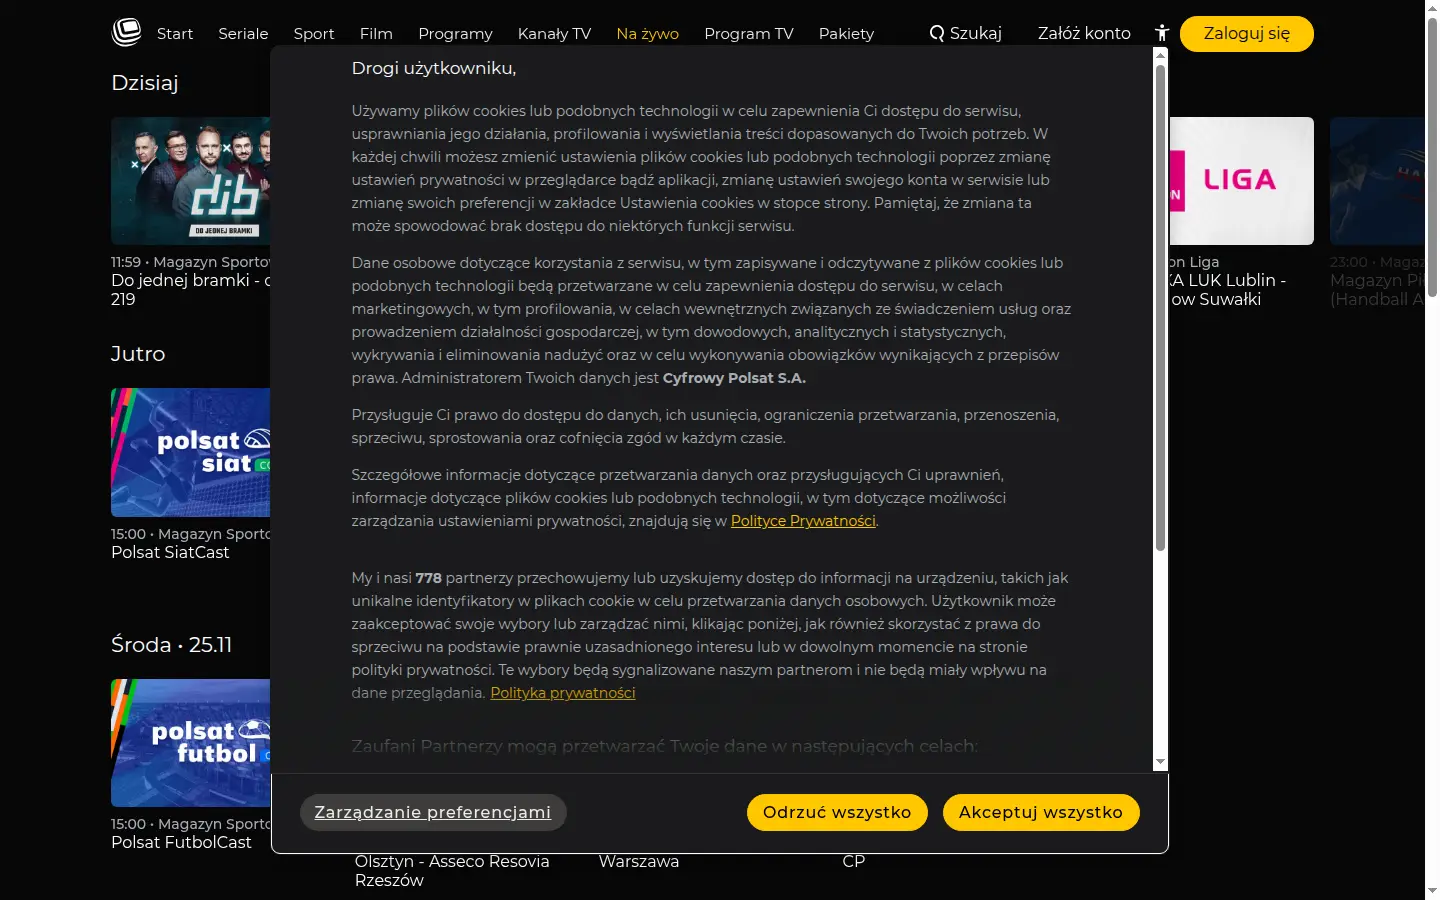 Start Seriale Sport Film Programy Kanały TV Na żywo Program TV Pakiety Szukaj Załóż konto Zaloguj się
Dzisiaj
djb
DO JEDNEJ BRAMKI
11:59 • Magazyn
Do jednej bramki -
219
LIGA
Liga
LUK Lublin -
Suwałki
23:00
Magazyn
(Handball
Jutro
polsat
siat
15:00 • Magazyn
Polsat SiatCast
Środa • 25.11
polsat
futbol
15:00 • Magazyn
Polsat FutbolCast
Olsztyn - Asseco Resovia
Rzeszów
Warszawa
CP
Drogi użytkowniku,
Używamy plików cookies lub podobnych technologii w celu zapewnienia Ci dostępu do serwisu,
usprawniania jego działania, profilowania i wyświetlania treści dopasowanych do Twoich potrzeb. W
każdej chwili możesz zmienić ustawienia plików cookies lub podobnych technologii poprzez zmianę
ustawień prywatności w przeglądarce bądź aplikacji, zmianę ustawień swojego konta w serwisie lub
zmianę swoich preferencji w zakładce Ustawienia cookies w stopce strony. Pamiętaj, że zmiana ta
może spowodować brak dostępu do niektórych funkcji serwisu.
Dane osobowe dotyczące korzystania z serwisu, w tym zapisywane i odczytywane z plików cookies lub
podobnych technologii będą przetwarzane w celu zapewnienia dostępu do serwisu, w celach
marketingowych, w tym profilowania, w celach wewnętrznych związanych ze świadczeniem usług oraz
prowadzeniem działalności gospodarczej, w tym dowodowych, analitycznych i statystycznych,
wykrywania i eliminowania nadużyć oraz w celu wykonywania obowiązków wynikających z przepisów
prawa. Administratorem Twoich danych jest Cyfrowy Polsat S.A.
Przysługuje Ci prawo do dostępu do danych, ich usunięcia, ograniczenia przetwarzania, przenoszenia,
sprzeciwu, sprostowania oraz cofnięcia zgód w każdym czasie.
Szczegółowe informacje dotyczące przetwarzania danych oraz przysługujących Ci uprawnień,
informacje dotyczące plików cookies lub podobnych technologii, w tym dotyczące możliwości
zarządzania ustawieniami prywatności, znajdują się w Polityce Prywatności.
My i nasi 778 partnerzy przechowujemy lub uzyskujemy dostęp do informacji na urządzeniu, takich jak
unikalne identyfikatory w plikach cookie w celu przetwarzania danych osobowych. Użytkownik może
zaakceptować swoje wybory lub zarządzać nimi, klikając poniżej, jak również skorzystać z prawa do
sprzeciwu na podstawie prawnie uzasadnionego interesu lub w dowolnym momencie na stronie
polityki prywatności. Te wybory będą sygnalizowane naszym partnerom i nie będą miały wpływu na
dane przeglądania. Polityka prywatności
Zaufani Partnerzy mogą przetwarzać Twoje dane w następujących celach:
Zarządzanie preferencjami
Odrzuć wszystko
Akceptuj wszystko